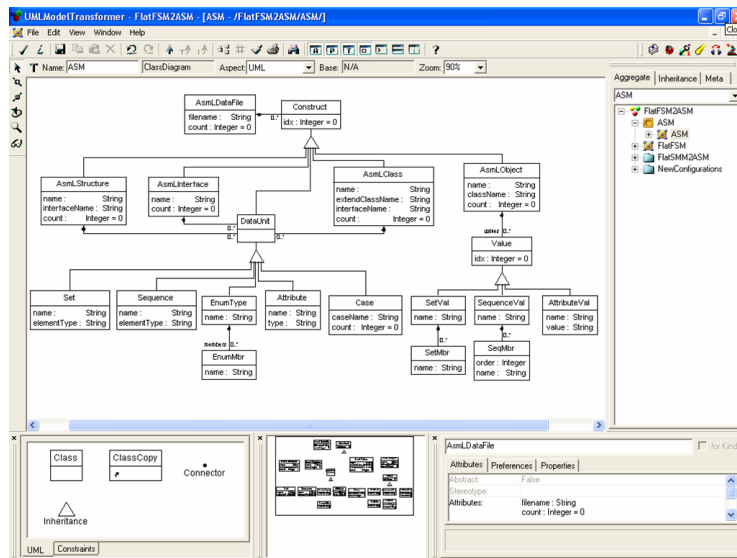 UMLModelTransformer - FlatFSM2ASM - [ASM - /FlatFSM2ASM/ASM/]
File Edit View Window Help
Clo
Name: ASM ClassDiagram Aspect: UML Base: N/A Zoom: 90%
Aggregate Inheritance Meta
ASM
FlatFSM2ASM
ASM
ASM
FlatFSM
FlatSMM2ASM
NewConfigurations
AsmLDataFile
filename : String
count : Integer = 0
0..*
Construct
idx : Integer = 0
AsmLStructure
name : String
interfaceName : String
count : Integer = 0
AsmLInterface
name : String
count : Integer = 0
AsmLClass
name : String
extendClassName : String
interfaceName : String
count : Integer = 0
AsmLObject
name : String
className : String
count : Integer = 0
DataUnit
0..*
0..*
0..*
0..*
values 0..*
Value
idx : Integer = 0
Set
name : String
elementType : String
Sequence
name : String
elementType : String
EnumType
name : String
Attribute
name : String
type : String
Case
caseName : String
count : Integer = 0
SetVal
name : String
SequenceVal
name : String
AttributeVal
name : String
value : String
members 0..*
EnumMbr
name : String
0..*
SetMbr
name : String
0..*
SeqMbr
order : Integer
name : String
Class
ClassCopy
Connector
Inheritance
UML Constraints
AsmLDataFile
for Kind
Attributes Preferences Properties
Abstract: False
Stereotype:
Attributes: filename : String
count : Integer = 0